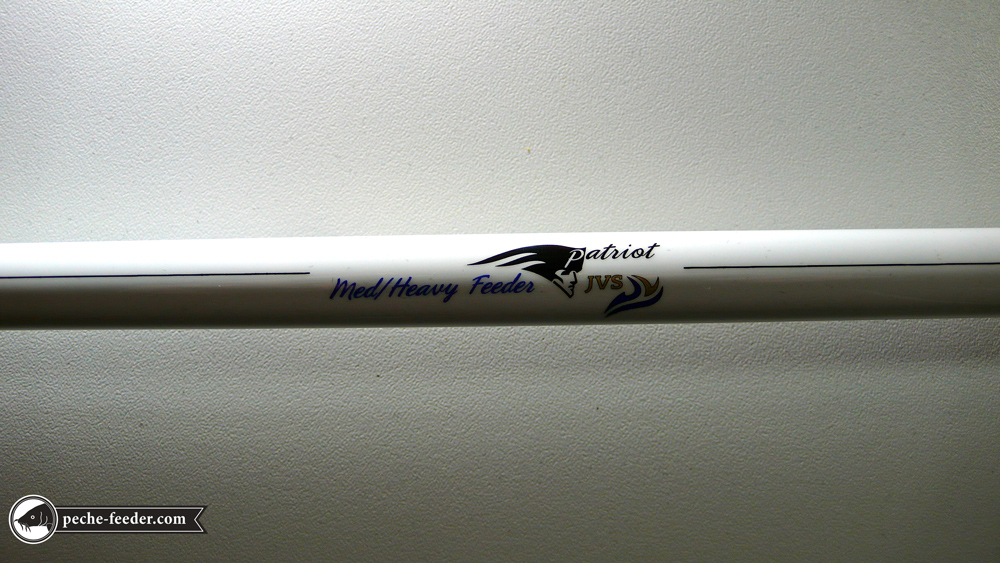 Patriot
Med/Heavy Feeder JVS
peche-feeder.com